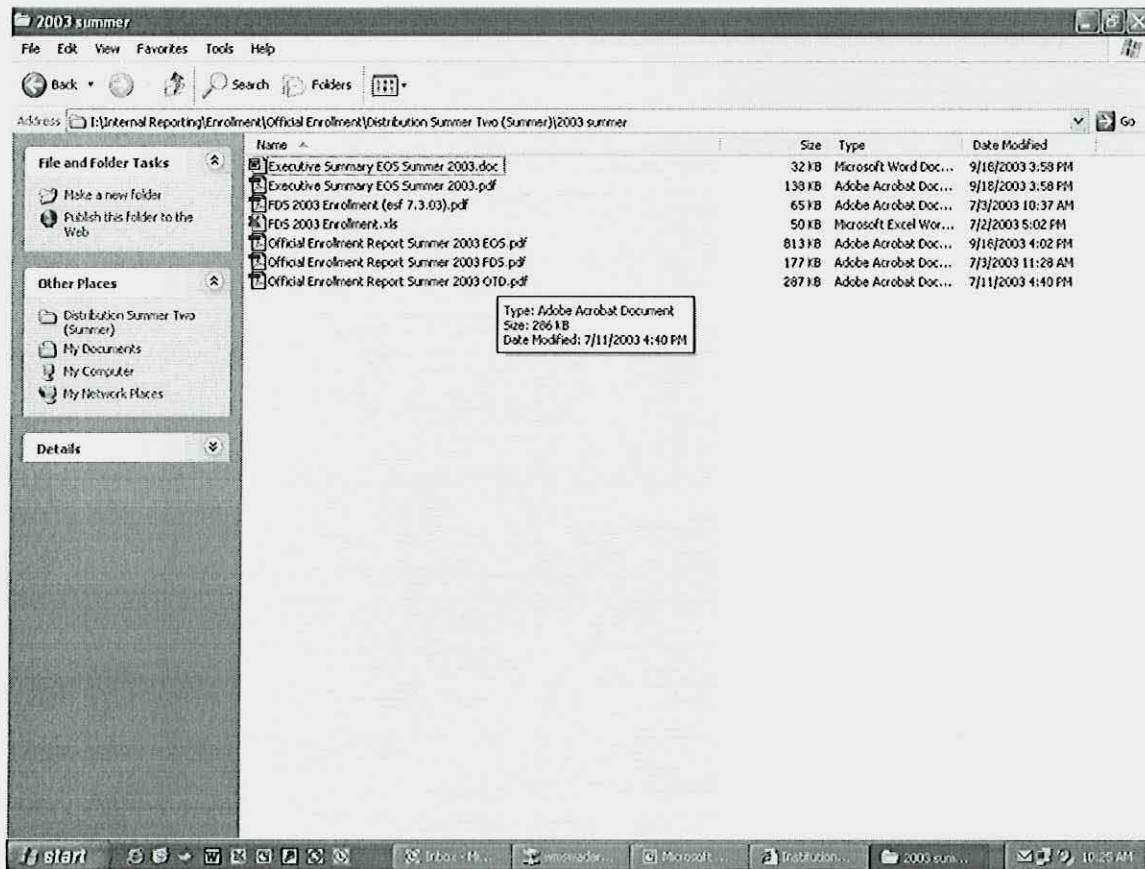 2003 summer
File Edit View Favorites Tools Help
Back Search Folders
Address I:\Internal Reporting\Enrollment\Official Enrollment\Distribution Summer Two (Summer)\2003 summer Go
Name Size Type Date Modified
File and Folder Tasks
Make a new folder
Publish this folder to the
Web
Other Places
Distribution Summer Two
(Summer)
My Documents
My Computer
My Network Places
Details
Executive Summary EOS Summer 2003.doc 32 KB Microsoft Word Doc... 9/18/2003 3:58 PM
Executive Summary EOS Summer 2003.pdf 138 KB Adobe Acrobat Doc... 9/18/2003 3:58 PM
FDS 2003 Enrollment (esf 7.3.03).pdf 65 KB Adobe Acrobat Doc... 7/3/2003 10:37 AM
FDS 2003 Enrollment.xls 50 KB Microsoft Excel Wor... 7/2/2003 5:02 PM
Official Enrollment Report Summer 2003 EOS.pdf 813 KB Adobe Acrobat Doc... 9/18/2003 4:02 PM
Official Enrollment Report Summer 2003 FDS.pdf 177 KB Adobe Acrobat Doc... 7/3/2003 11:28 AM
Official Enrollment Report Summer 2003 OTD.pdf 287 KB Adobe Acrobat Doc... 7/11/2003 4:40 PM
Type: Adobe Acrobat Document
Size: 286 KB
Date Modified: 7/11/2003 4:40 PM
start Inbox - M... Microsoft ... Institution... 2003 sum... 10:25 AM